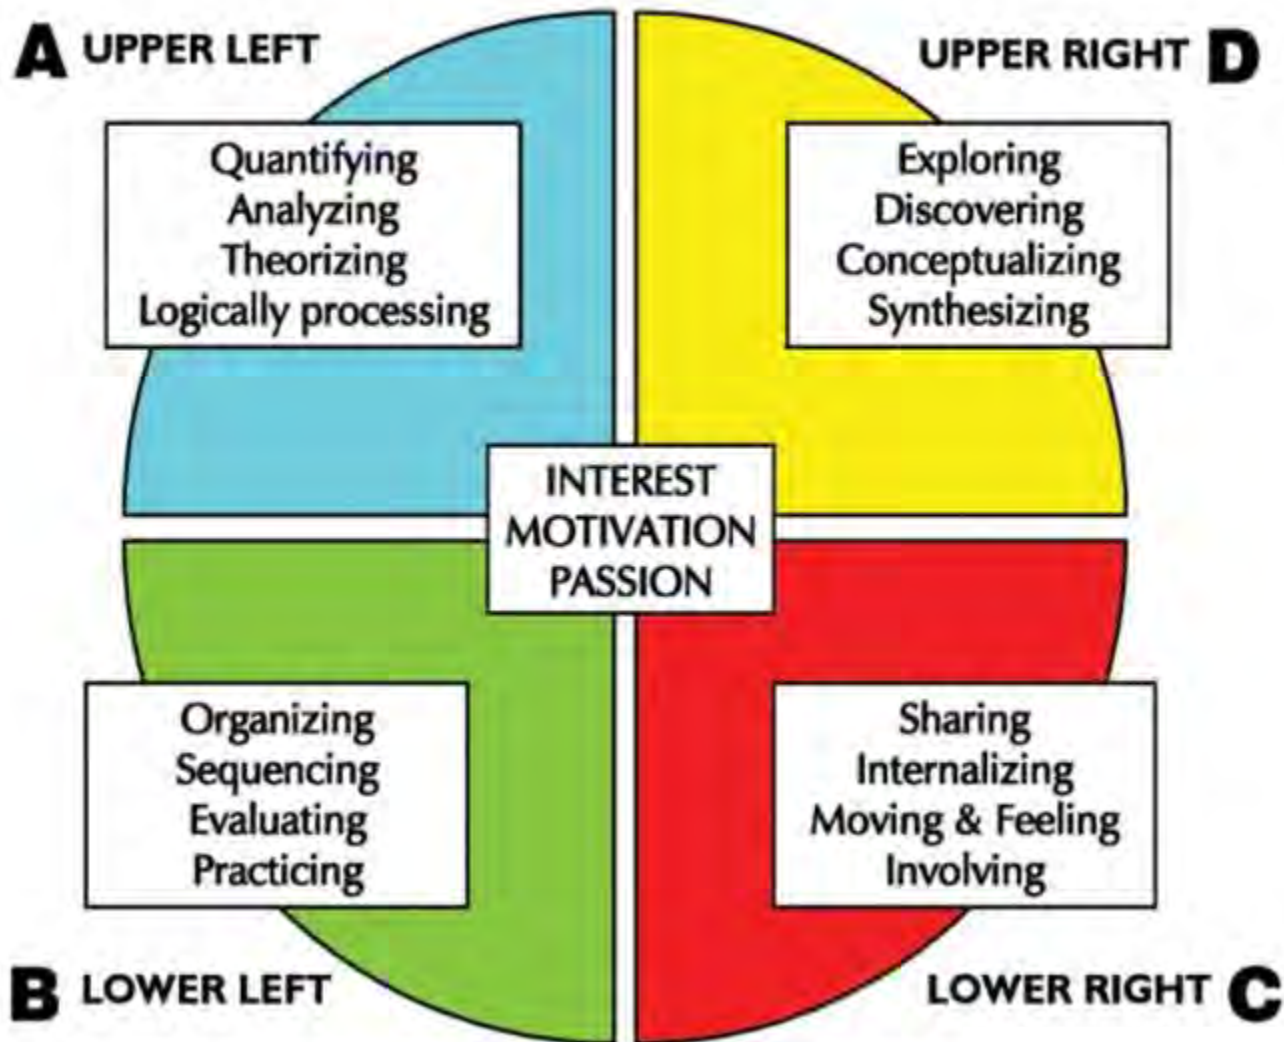 A UPPER LEFT
UPPER RIGHT D
Quantifying
Analyzing
Theorizing
Logically processing
Exploring
Discovering
Conceptualizing
Synthesizing
INTEREST
MOTIVATION
PASSION
Organizing
Sequencing
Evaluating
Practicing
Sharing
Internalizing
Moving & Feeling
Involving
B LOWER LEFT
LOWER RIGHT C